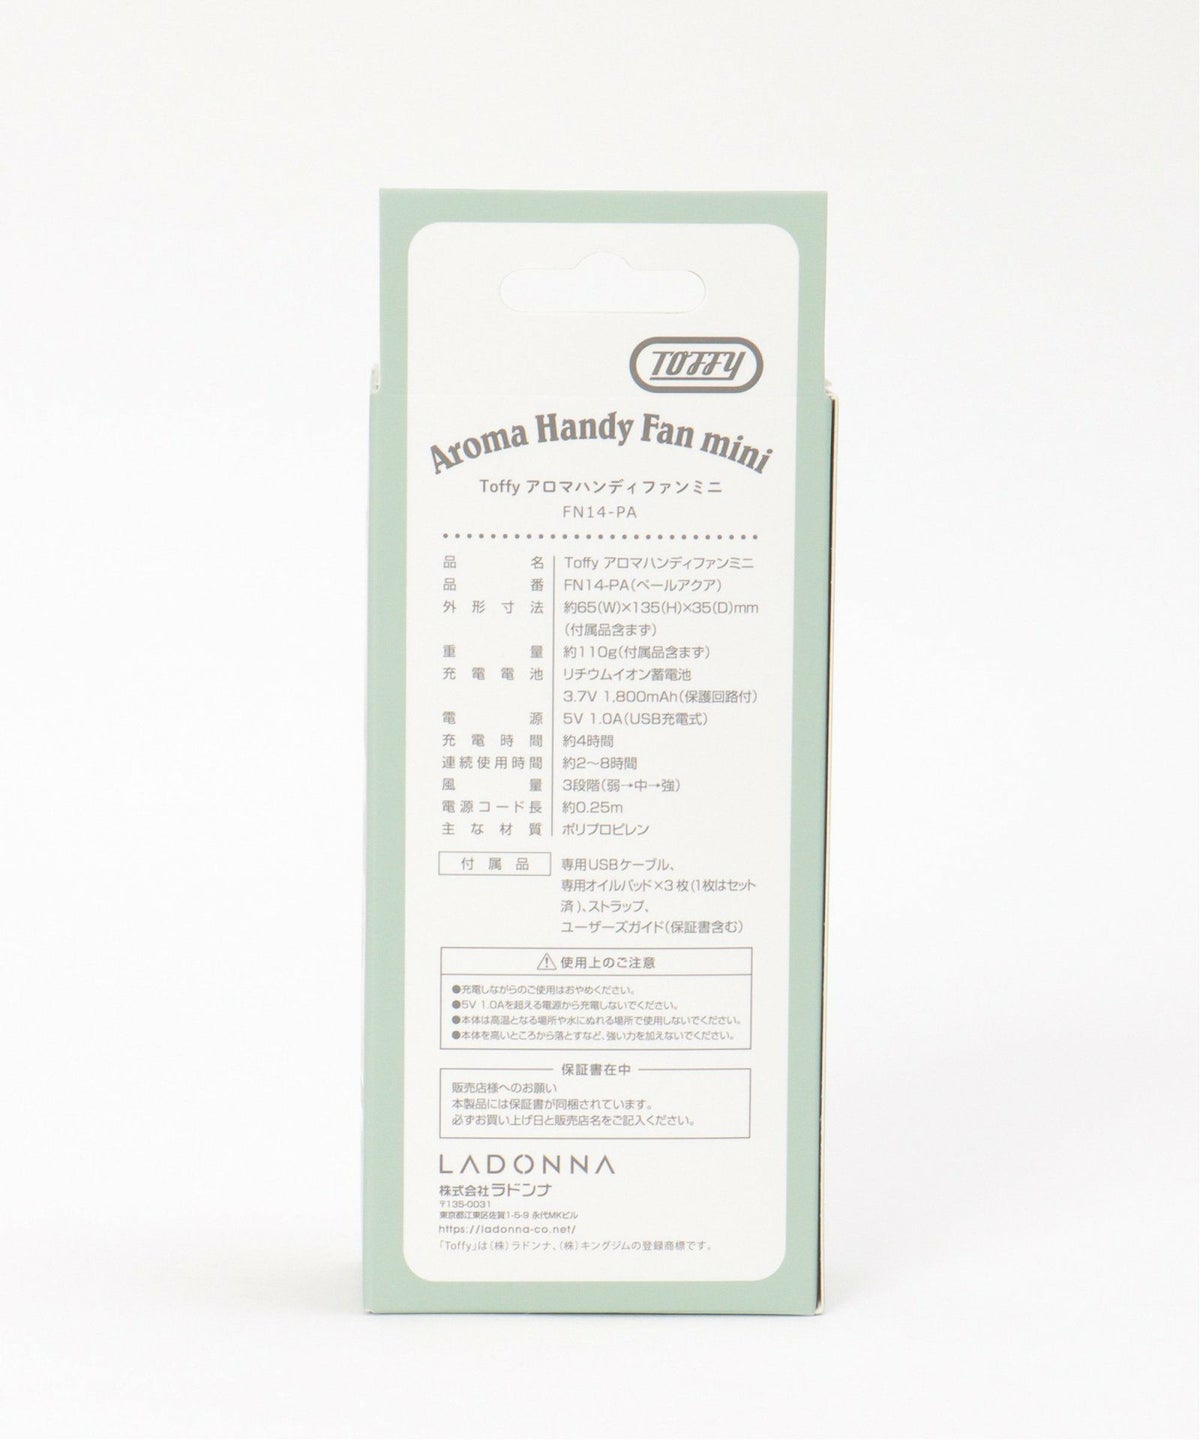 TOFFY
Aroma Handy Fan mini
Toffy アロマハンディファンミニ
FN14-PA
品名 Toffy アロマハンディファンミニ
品番 FN14-PA(ペールアクア)
外形寸法 約65(W)×135(H)×35(D)mm
(付属品含まず)
重量 約110g(付属品含まず)
充電電池 リチウムイオン蓄電池
3.7V 1,800mAh(保護回路付)
電源 5V 1.0A(USB充電式)
充電時間 約4時間
連続使用時間 約2〜8時間
風量 3段階(弱→中→強)
電源コード長 約0.25m
主な材質 ポリプロピレン
付属品 専用USBケーブル、
専用オイルパッド×3枚(1枚はセット
済)、ストラップ、
ユーザーズガイド(保証書含む)
⚠使用上のご注意
●充電しながらのご使用はおやめください。
●5V 1.0Aを超える電源から充電しないでください。
●本体は高温となる場所や水にぬれる場所で使用しないでください。
●本体を高いところから落とすなど、強い力を加えないでください。
保証書在中
販売店様へのお願い
本製品には保証書が同梱されています。
必ずお買い上げ日と販売店名をご記入ください。
LADONNA
株式会社ラドンナ
〒135-0031
東京都江東区佐賀1-5-9 永代MKビル
https://ladonna-co.net/
「Toffy」は(株)ラドンナ、(株)キングジムの登録商標です。